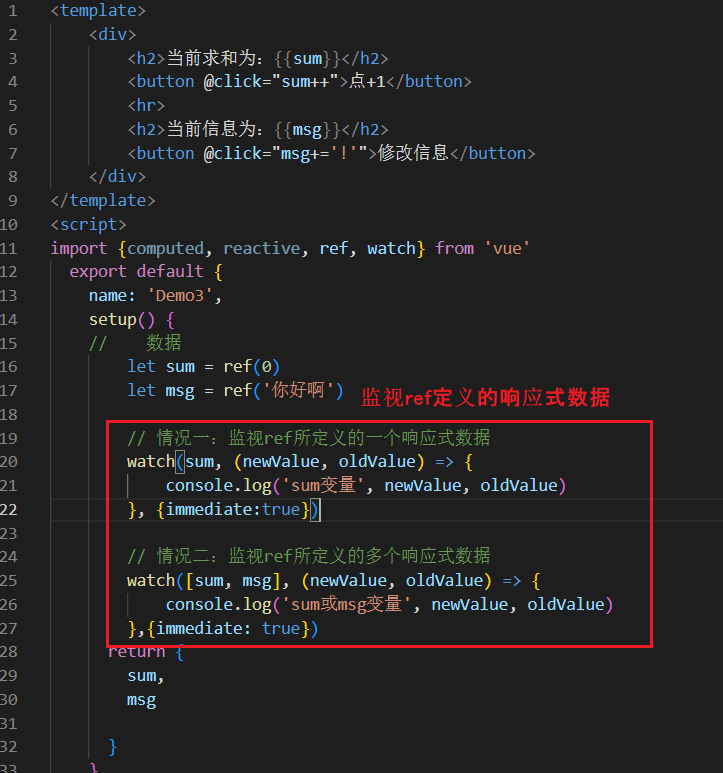 1 <template>
2 <div>
3 <h2>当前求和为：{{sum}}</h2>
4 <button @click="sum++">点+1</button>
5 <hr>
6 <h2>当前信息为：{{msg}}</h2>
7 <button @click="msg+='!'">修改信息</button>
8 </div>
9 </template>
10 <script>
11 import {computed, reactive, ref, watch} from 'vue'
12 export default {
13 name: 'Demo3',
14 setup() {
15 // 数据
16 let sum = ref(0)
17 let msg = ref('你好啊') 监视ref定义的响应式数据
18
19 // 情况一：监视ref所定义的一个响应式数据
20 watch(sum, (newValue, oldValue) => {
21 console.log('sum变量', newValue, oldValue)
22 }, {immediate:true})
23
24 // 情况二：监视ref所定义的多个响应式数据
25 watch([sum, msg], (newValue, oldValue) => {
26 console.log('sum或msg变量', newValue, oldValue)
27 },{immediate: true})
28 return {
29 sum,
30 msg
31
32 }
33 }